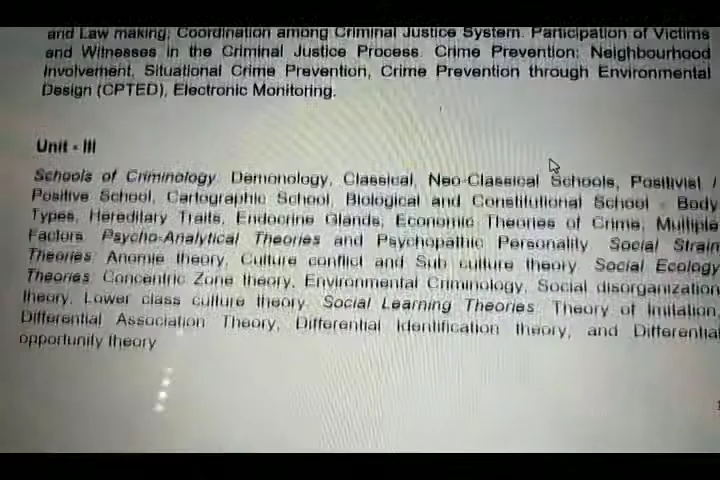 and Law making; Coordination among Criminal Justice System. Participation of Victims
and Witnesses in the Criminal Justice Process. Crime Prevention: Neighbourhood
Involvement, Situational Crime Prevention, Crime Prevention through Environmental
Design (CPTED), Electronic Monitoring.
Unit - III
Schools of Criminology: Demonology, Classical, Neo-Classical Schools, Positivist /
Positive School, Cartographic School, Biological and Constitutional School - Body
Types, Hereditary Traits, Endocrine Glands, Economic Theories of Crime, Multiple
Factors. Psycho-Analytical Theories and Psychopathic Personality. Social Strain
Theories: Anomie theory, Culture conflict and Sub culture theory. Social Ecology
Theories: Concentric Zone theory, Environmental Criminology, Social disorganization
theory, Lower class culture theory. Social Learning Theories: Theory of Imitation,
Differential Association Theory, Differential Identification theory, and Differential
opportunity theory